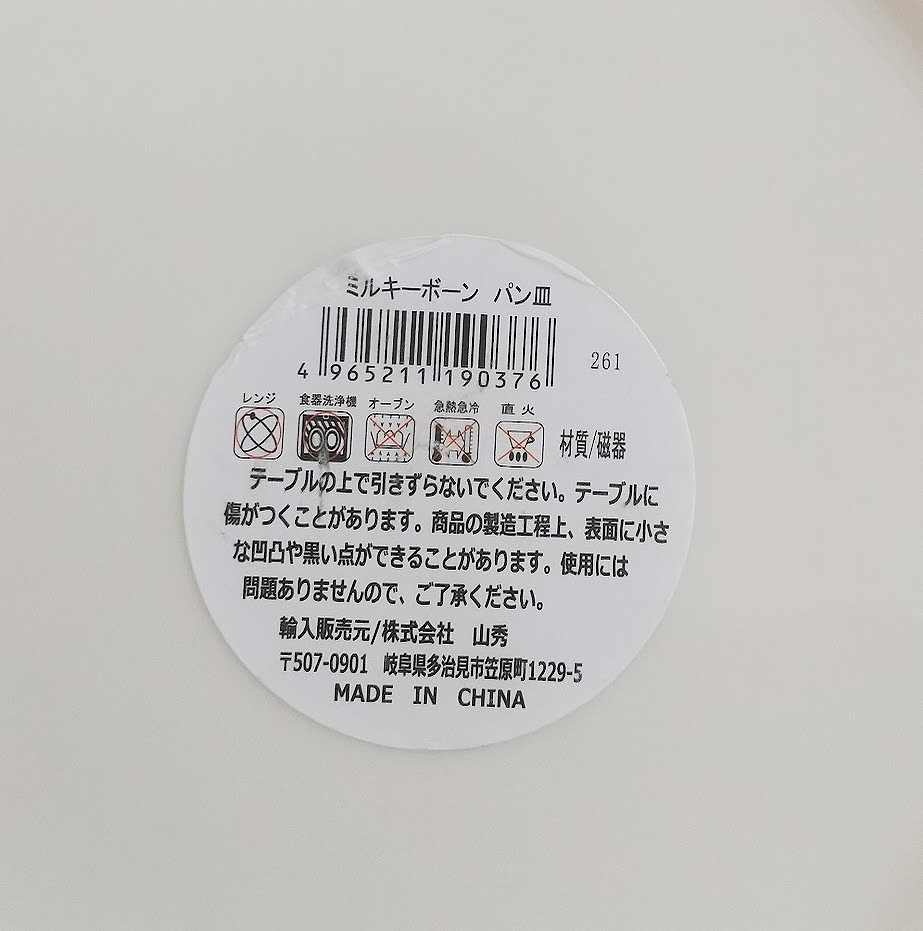 ミルキーボーン パン皿
4 965211 190376
261
レンジ 食器洗浄機 オーブン 急熱急冷 直火
材質/磁器
テーブルの上で引きずらないでください。テーブルに
傷がつくことがあります。商品の製造工程上、表面に小さ
な凹凸や黒い点ができることがあります。使用には
問題ありませんので、ご了承ください。
輸入販売元/株式会社 山秀
〒507-0901 岐阜県多治見市笠原町1229-5
MADE IN CHINA